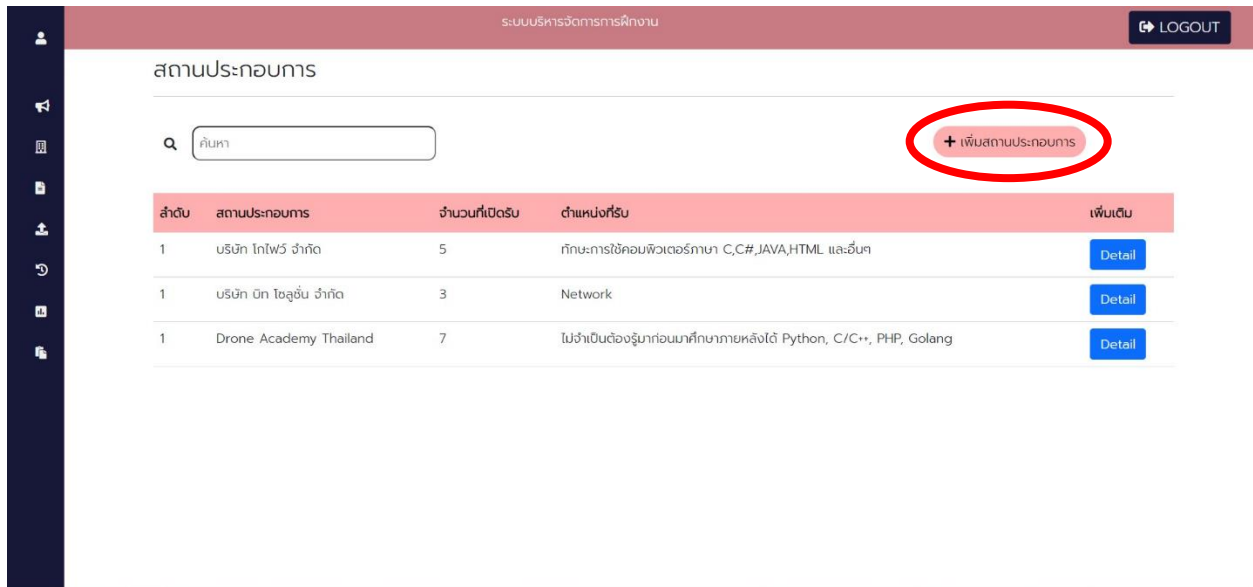 ระบบบริหารจัดการการฝึกงาน
LOGOUT
สถานประกอบการ
ค้นหา
+ เพิ่มสถานประกอบการ
ลำดับ สถานประกอบการ จำนวนที่เปิดรับ ตำแหน่งที่รับ เพิ่มเติม
1 บริษัท โกไฟว์ จำกัด 5 ทักษะการใช้คอมพิวเตอร์ภาษา C,C#,JAVA,HTML และอื่นๆ Detail
1 บริษัท บิท โซลูชั่น จำกัด 3 Network Detail
1 Drone Academy Thailand 7 ไม่จำเป็นต้องรู้มาก่อนมาศึกษาภายหลังได้ Python, C/C++, PHP, Golang Detail